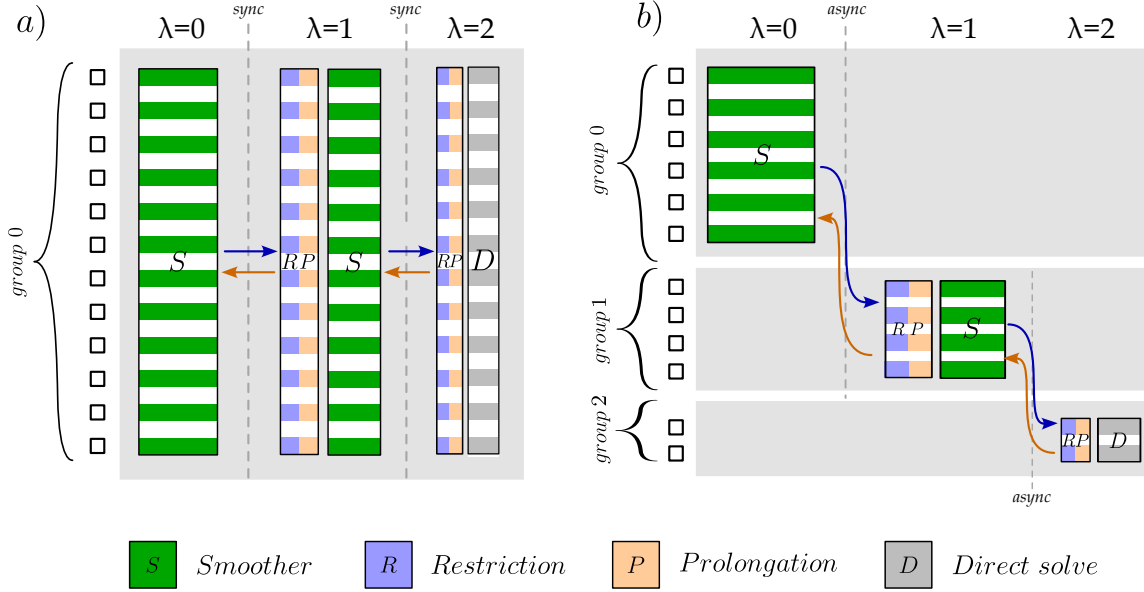 a)
sync
sync
λ=0
λ=1
λ=2
group 0
S
R P
S
RP
D
b)
async
λ=0
λ=1
λ=2
group 0
S
group 1
R P
S
group 2
RP
D
async
S Smoother
R Restriction
P Prolongation
D Direct solve